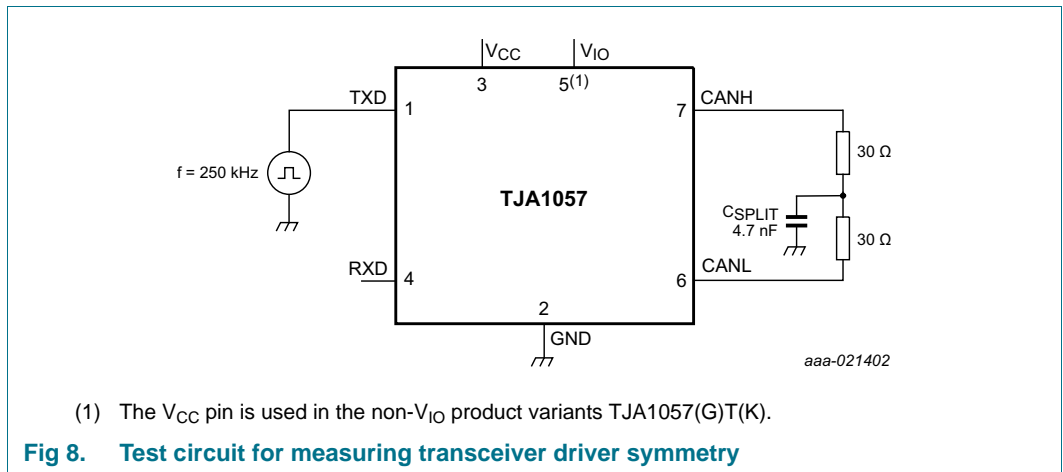 VCC
VIO
3
5(1)
TXD
1
7
CANH
f = 250 kHz
30 Ω
TJA1057
CSPLIT
4.7 nF
30 Ω
RXD
4
6
CANL
2
GND
aaa-021402
(1) The VCC pin is used in the non-VIO product variants TJA1057(G)T(K).
Fig 8. Test circuit for measuring transceiver driver symmetry